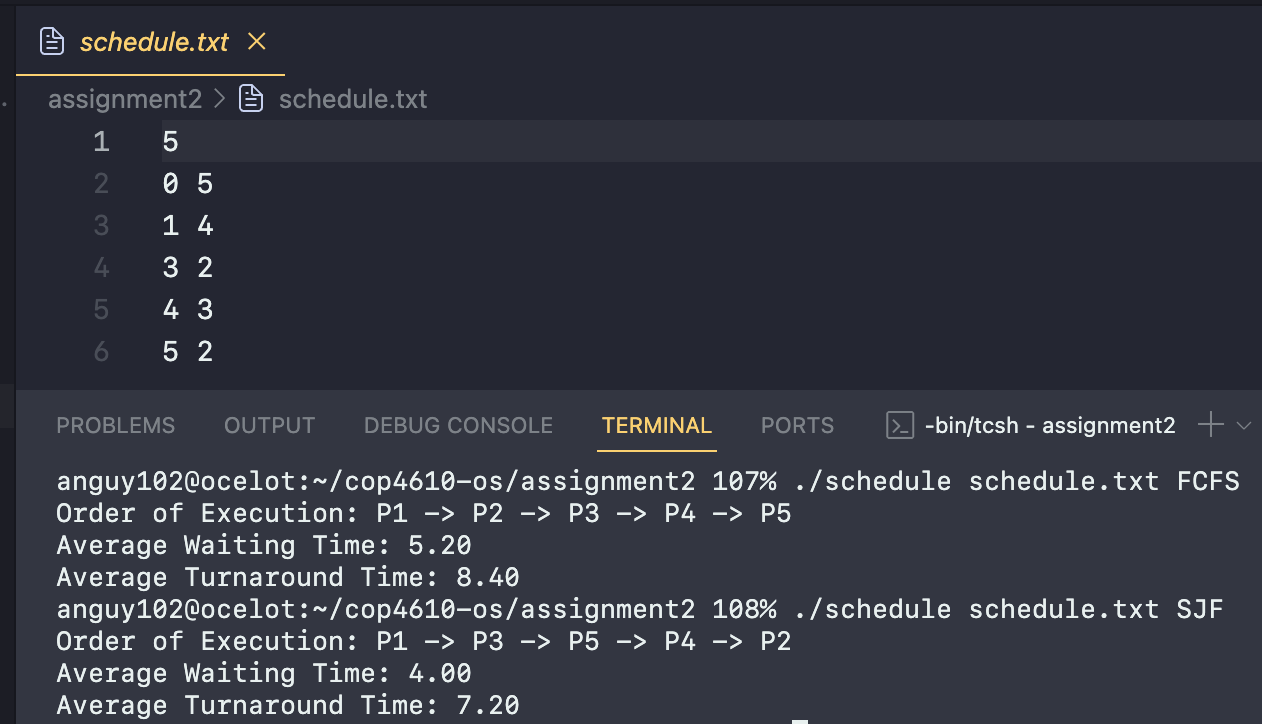 schedule.txt
assignment2 > schedule.txt
1 5
2 0 5
3 1 4
4 3 2
5 4 3
6 5 2
PROBLEMS OUTPUT DEBUG CONSOLE TERMINAL PORTS -bin/tcsh - assignment2
anguy102@ocelot:~/cop4610-os/assignment2 107% ./schedule schedule.txt FCFS
Order of Execution: P1 -> P2 -> P3 -> P4 -> P5
Average Waiting Time: 5.20
Average Turnaround Time: 8.40
anguy102@ocelot:~/cop4610-os/assignment2 108% ./schedule schedule.txt SJF
Order of Execution: P1 -> P3 -> P5 -> P4 -> P2
Average Waiting Time: 4.00
Average Turnaround Time: 7.20